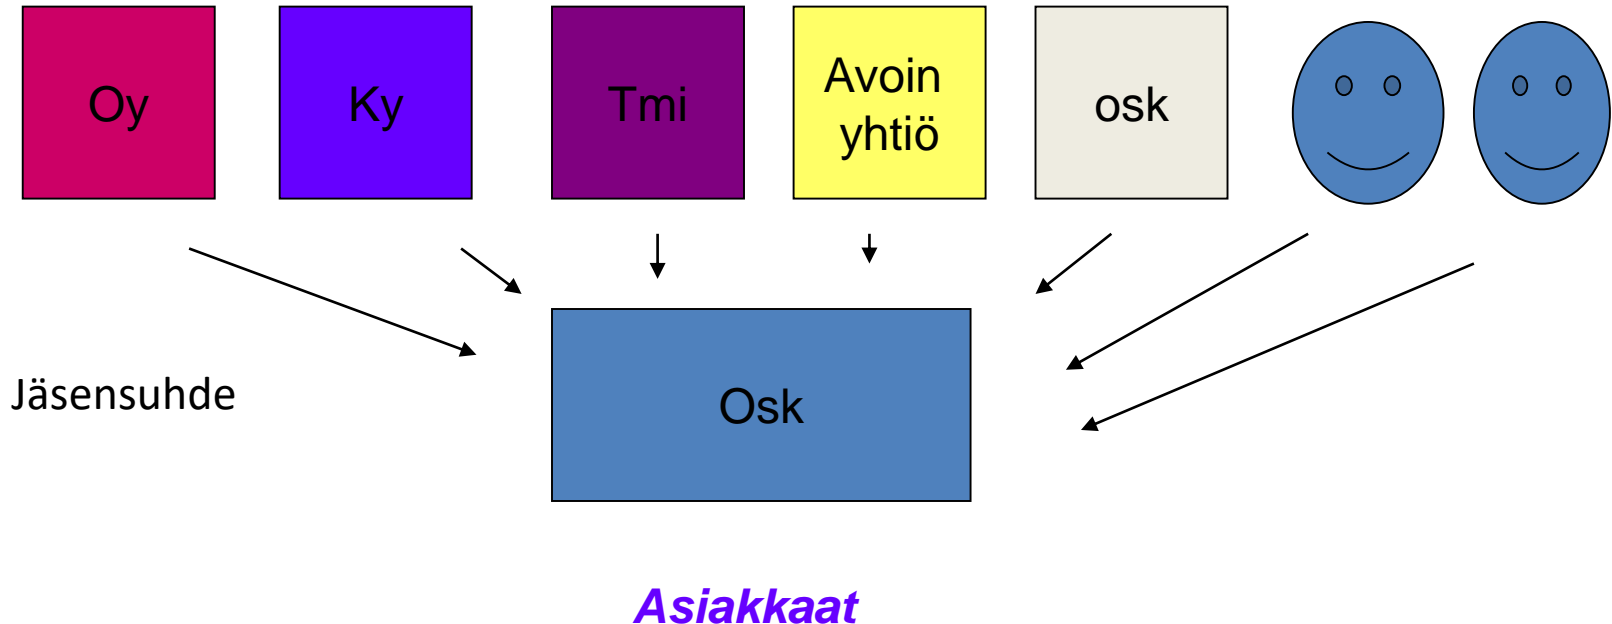 Oy
Ky
Tmi
Avoin
yhtiö
osk
Jäsensuhde
Osk
Asiakkaat